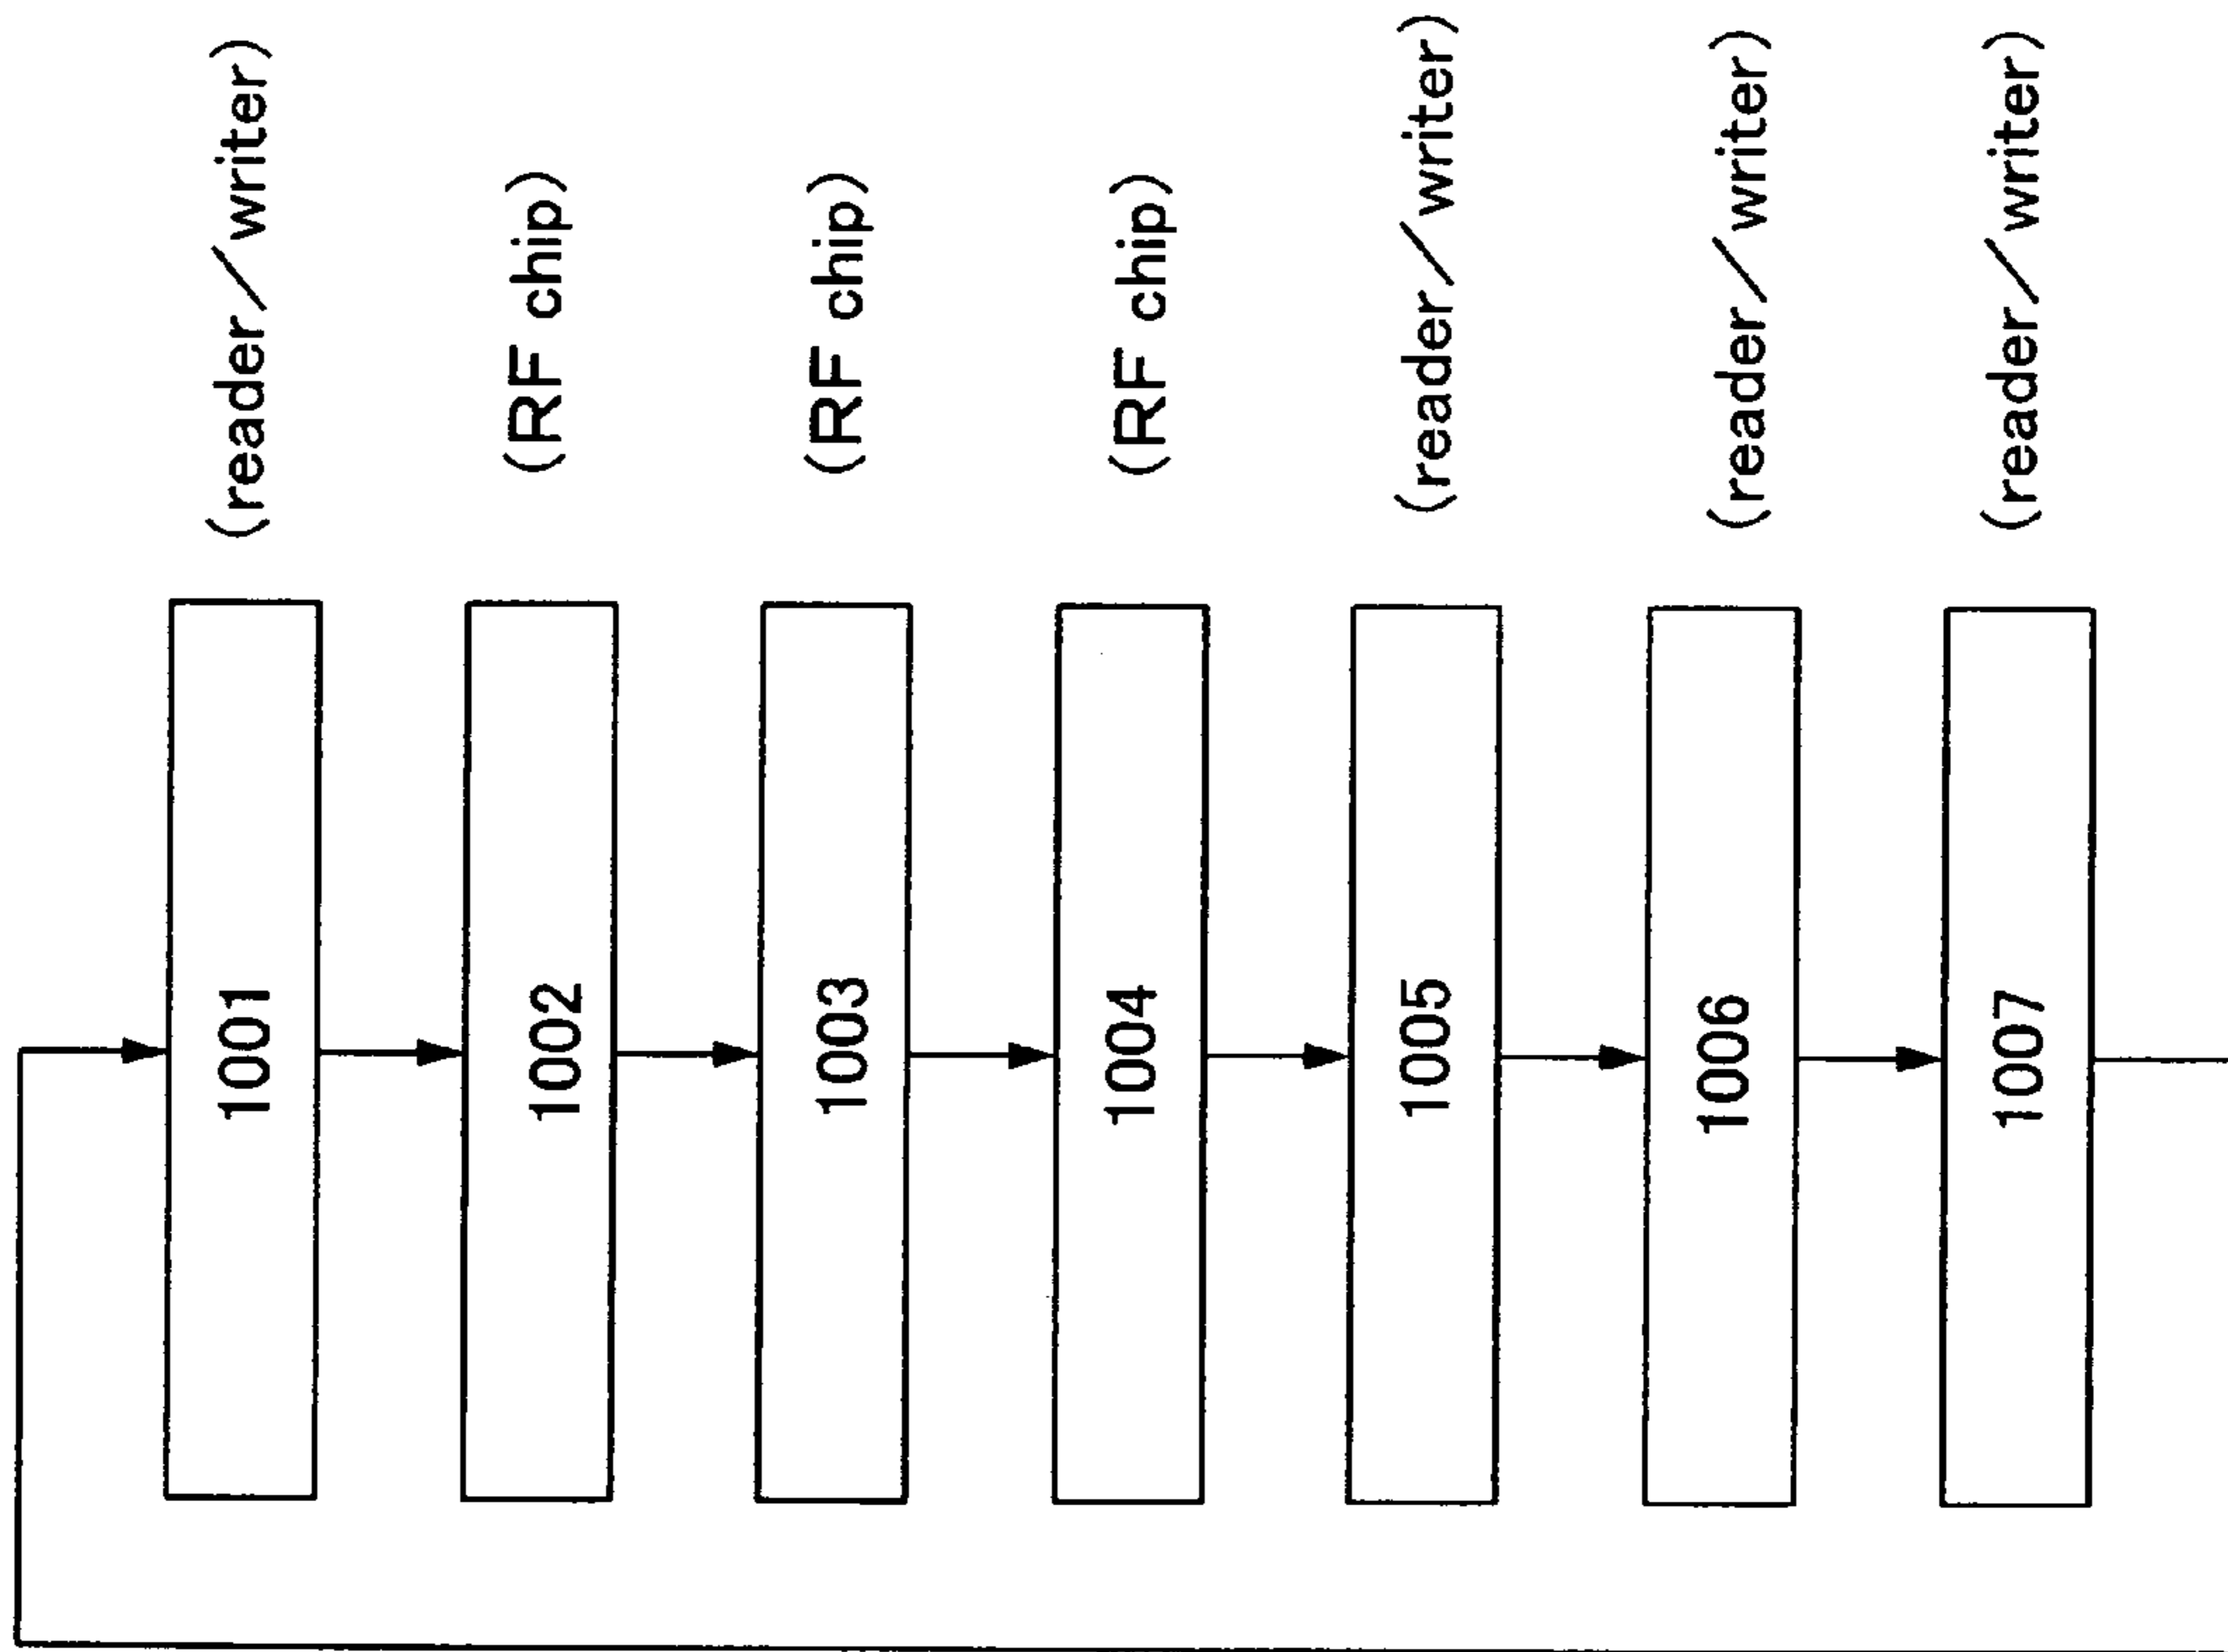 1001 (reader/writer)
1002 (RF chip)
1003 (RF chip)
1004 (RF chip)
1005 (reader/writer)
1006 (reader/writer)
1007 (reader/writer)